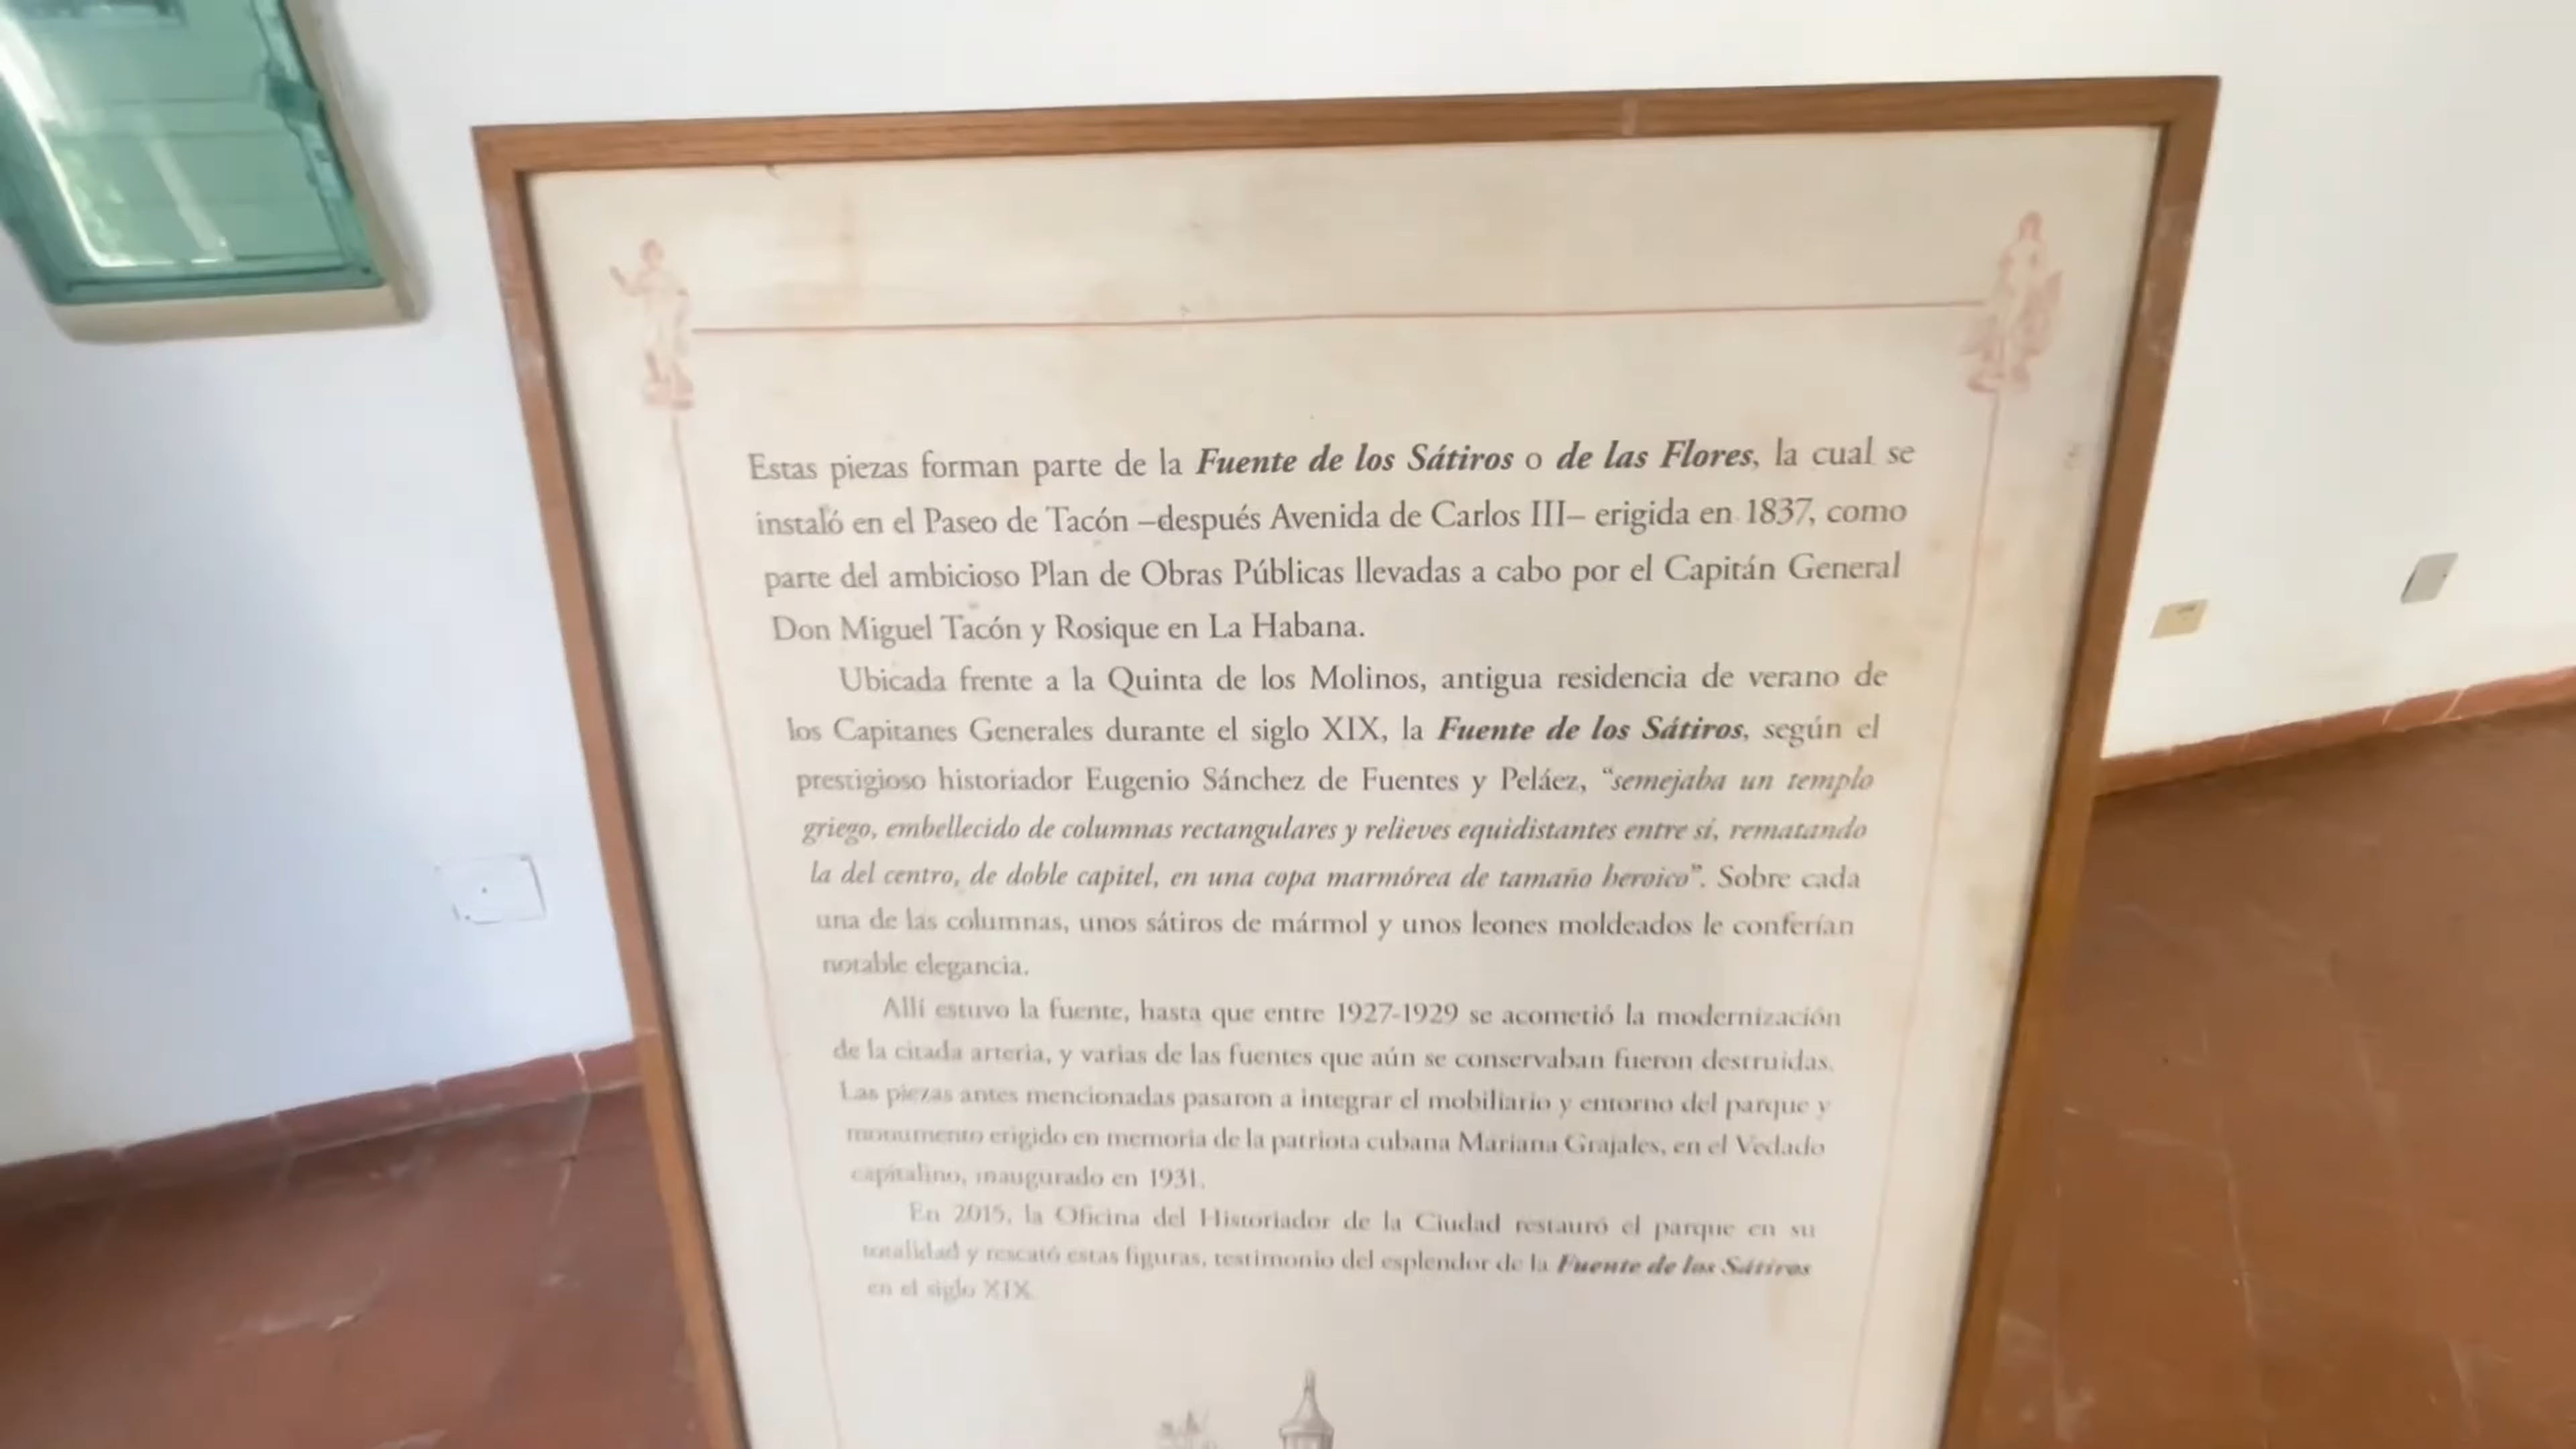 Estas piezas forman parte de la Fuente de los Sátiros o de las Flores, la cual se
instaló en el Paseo de Tacón –después Avenida de Carlos III– erigida en 1837, como
parte del ambicioso Plan de Obras Públicas llevadas a cabo por el Capitán General
Don Miguel Tacón y Rosique en La Habana.
Ubicada frente a la Quinta de los Molinos, antigua residencia de verano de
los Capitanes Generales durante el siglo XIX, la Fuente de los Sátiros, según el
prestigioso historiador Eugenio Sánchez de Fuentes y Peláez, “semejaba un templo
griego, embellecido de columnas rectangulares y relieves equidistantes entre sí, rematando
la del centro, de doble capitel, en una copa marmórea de tamaño heroico”. Sobre cada
una de las columnas, unos sátiros de mármol y unos leones moldeados le conferían
notable elegancia.
Allí estuvo la fuente, hasta que entre 1927-1929 se acometió la modernización
de la citada arteria, y varias de las fuentes que aún se conservaban fueron destruidas.
Las piezas antes mencionadas pasaron a integrar el mobiliario y entorno del parque y
monumento erigido en memoria de la patriota cubana Mariana Grajales, en el Vedado
capitalino, inaugurado en 1931.
En 2015, la Oficina del Historiador de la Ciudad restauró el parque en su
totalidad y rescató estas figuras, testimonio del esplendor de la Fuente de los Sátiros
en el siglo XIX.